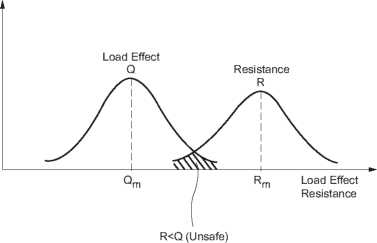 Load Effect
Q
Resistance
R
Qm
Rm
Load Effect
Resistance
R<Q (Unsafe)